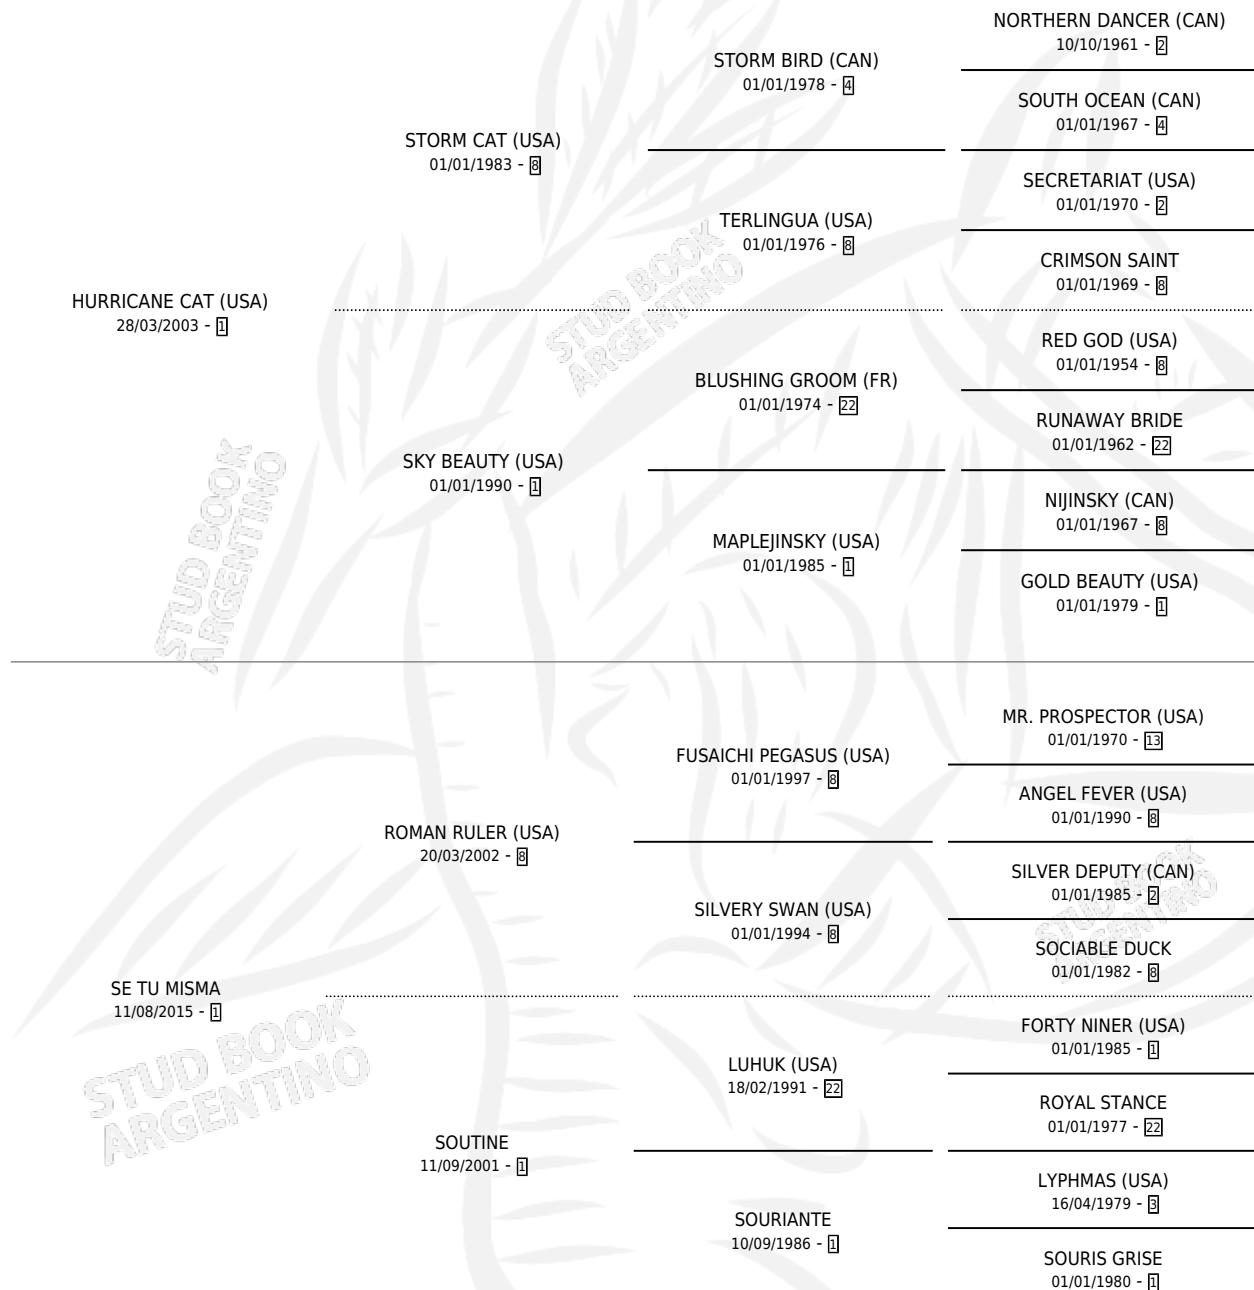 NORTHERN DANCER (CAN)
10/10/1961 - 2
STORM BIRD (CAN)
01/01/1978 - 4
SOUTH OCEAN (CAN)
01/01/1967 - 4
STORM CAT (USA)
01/01/1983 - 8
SECRETARIAT (USA)
01/01/1970 - 2
TERLINGUA (USA)
01/01/1976 - 8
CRIMSON SAINT
01/01/1969 - 8
HURRICANE CAT (USA)
28/03/2003 - 1
RED GOD (USA)
01/01/1954 - 8
BLUSHING GROOM (FR)
01/01/1974 - 22
RUNAWAY BRIDE
01/01/1962 - 22
SKY BEAUTY (USA)
01/01/1990 - 1
NIJINSKY (CAN)
01/01/1967 - 8
MAPLEJINSKY (USA)
01/01/1985 - 1
GOLD BEAUTY (USA)
01/01/1979 - 1
MR. PROSPECTOR (USA)
01/01/1970 - 13
FUSAICHI PEGASUS (USA)
01/01/1997 - 8
ANGEL FEVER (USA)
01/01/1990 - 8
ROMAN RULER (USA)
20/03/2002 - 8
SILVER DEPUTY (CAN)
01/01/1985 - 2
SILVERY SWAN (USA)
01/01/1994 - 8
SOCIABLE DUCK
01/01/1982 - 8
SE TU MISMA
11/08/2015 - 1
FORTY NINER (USA)
01/01/1985 - 1
LUHUK (USA)
18/02/1991 - 22
ROYAL STANCE
01/01/1977 - 22
SOUTINE
11/09/2001 - 1
LYPHMAS (USA)
16/04/1979 - 3
SOURIANTE
10/09/1986 - 1
SOURIS GRISE
01/01/1980 - 1
STUD BOOK
ARGENTINO
STUD BOOK
ARGENTINO
STUD BOOK
ARGENTINO
STUD BOOK
ARGENTINO